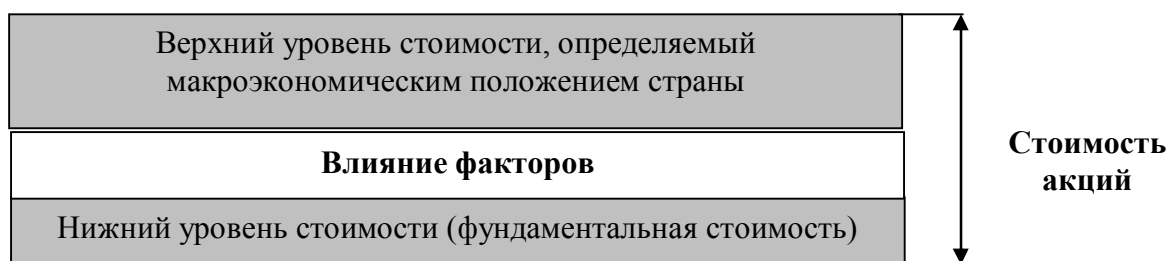 Верхний уровень стоимости, определяемый
макроэкономическим положением страны
Влияние факторов
Нижний уровень стоимости (фундаментальная стоимость)
Стоимость
акций